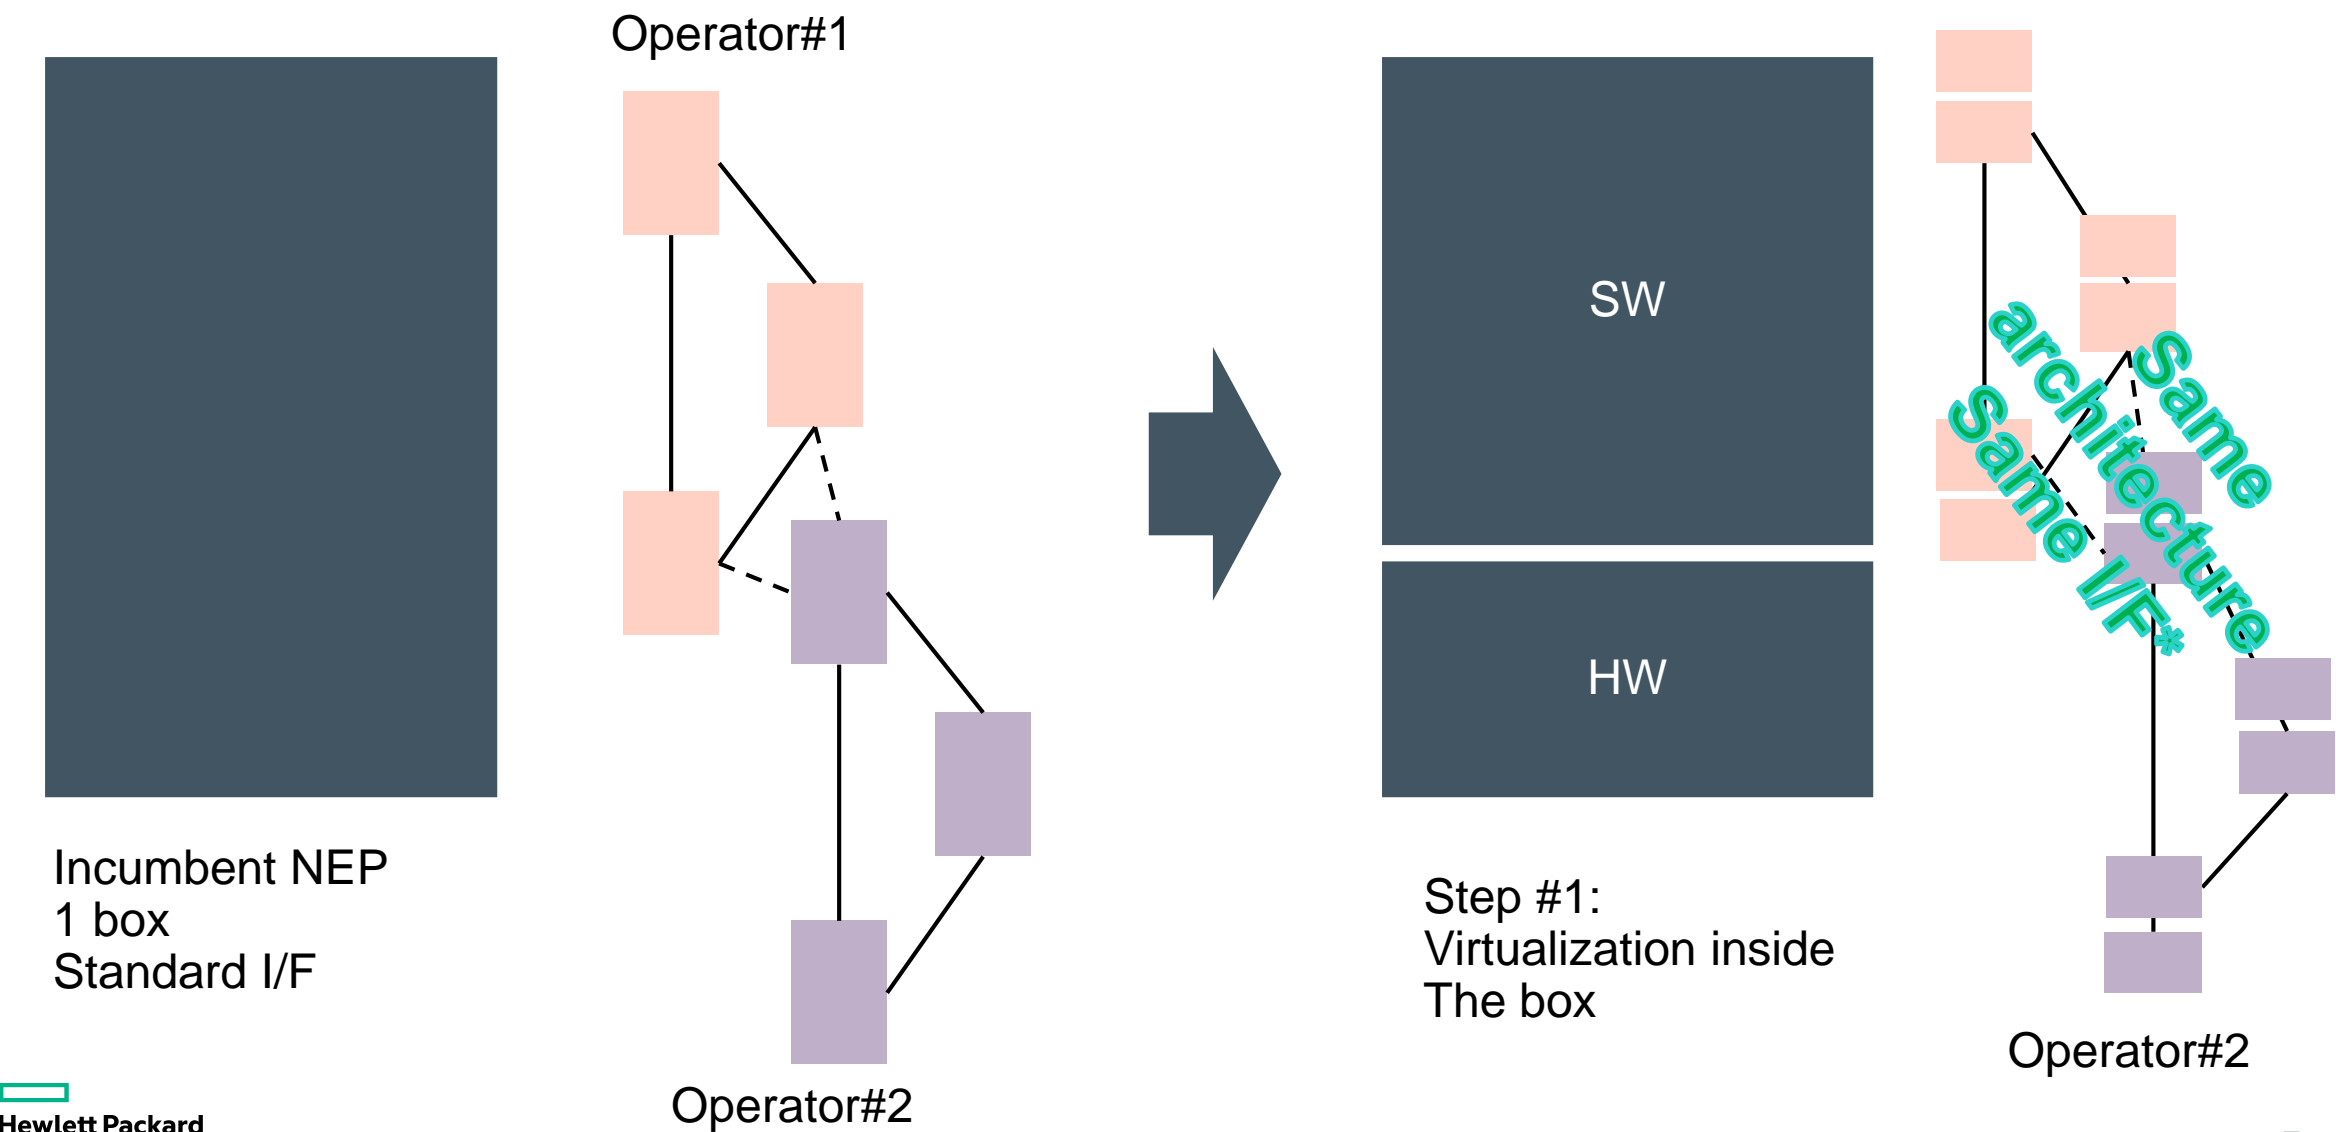 Operator#1
SW
HW
Same
architecture
Same I/F*
Incumbent NEP
1 box
Standard I/F
Step #1:
Virtualization inside
The box
Operator#2
Operator#2
Hewlett Packard